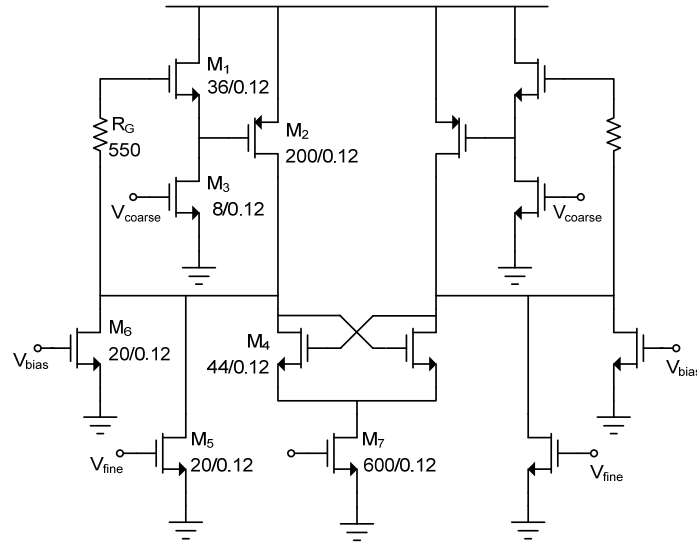 M1
36/0.12
RG
550
M2
200/0.12
M3
8/0.12
Vcoarse
Vcoarse
M6
20/0.12
Vbias
M4
44/0.12
Vbias
M5
20/0.12
Vfine
M7
600/0.12
Vfine